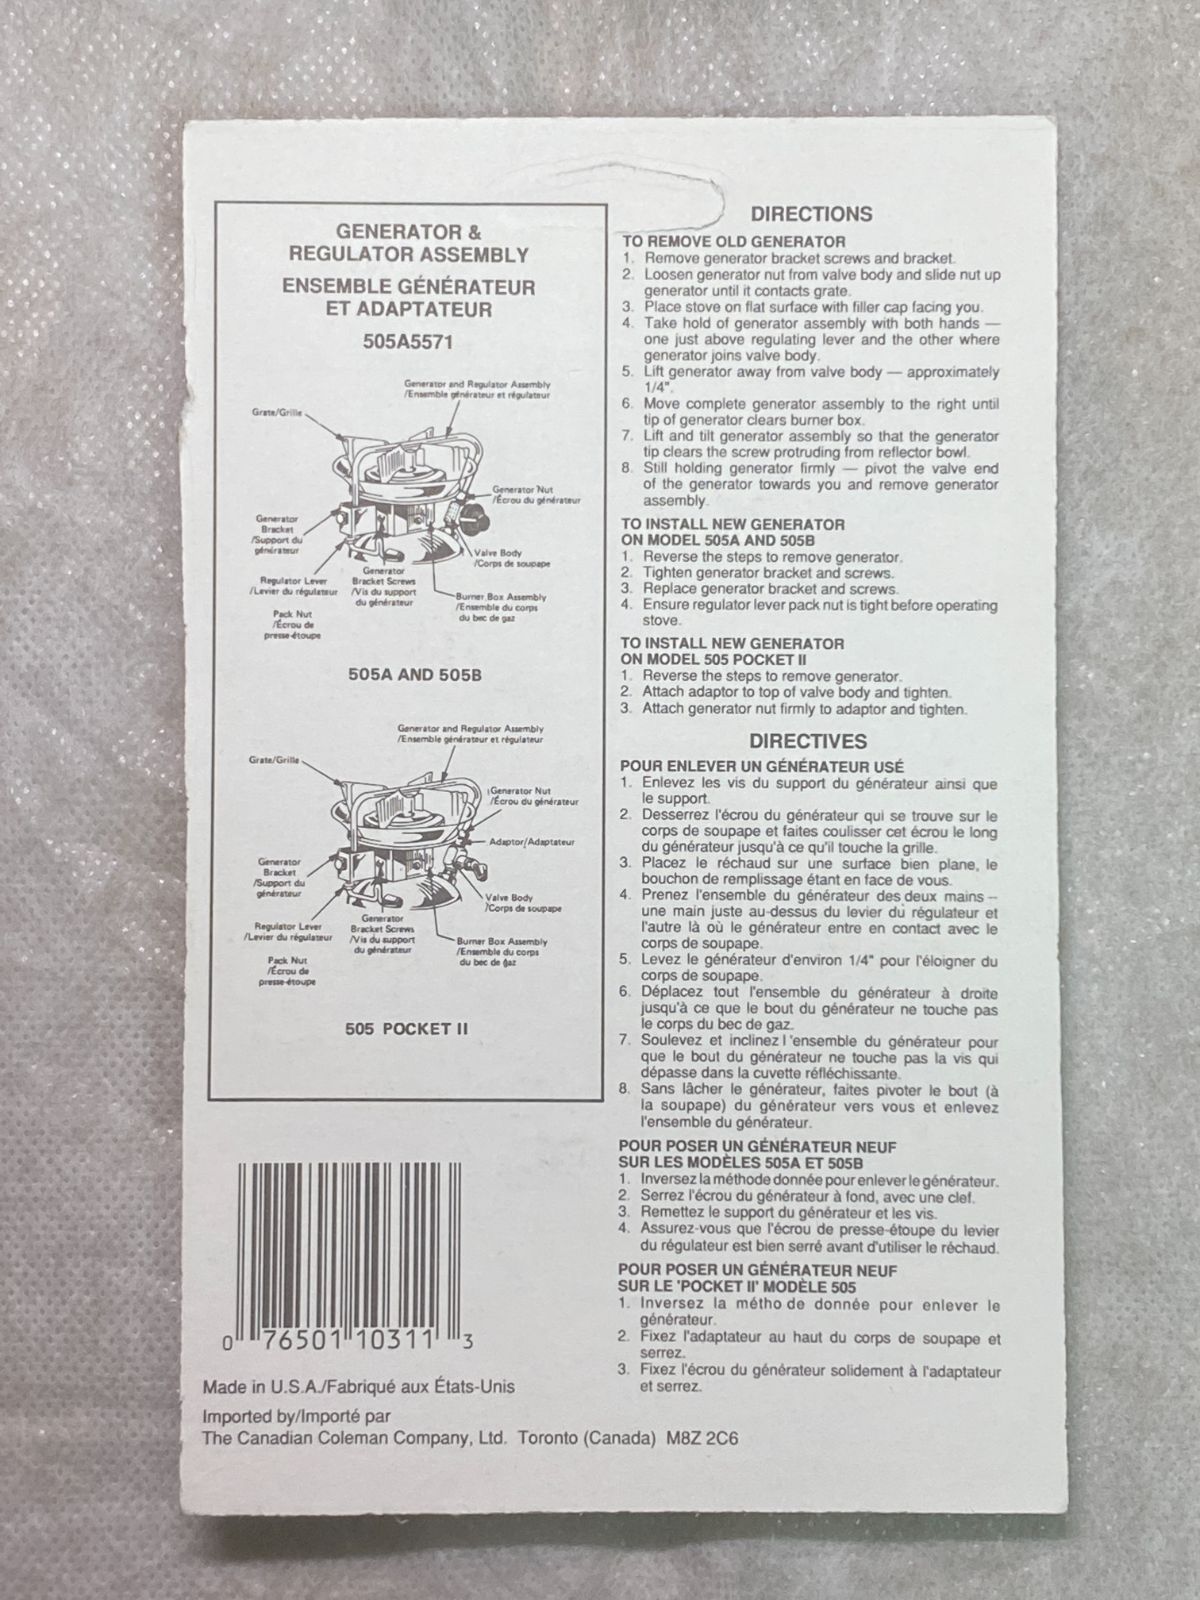 GENERATOR &
REGULATOR ASSEMBLY
ENSEMBLE GÉNÉRATEUR
ET ADAPTATEUR
505A5571
Generator and Regulator Assembly
/Ensemble générateur et régulateur
Grate/Grille
Generator Nut
/Écrou du générateur
Generator
Bracket
/Support du
générateur
Valve Body
/Corps de soupape
Regulator Lever
/Levier du régulateur
Generator
Bracket Screws
/Vis du support
du générateur
Burner Box Assembly
/Ensemble du corps
du bec de gaz
Pack Nut
/Écrou de
presse-étoupe
505A AND 505B
Generator and Regulator Assembly
/Ensemble générateur et régulateur
Grate/Grille
Generator Nut
/Écrou du générateur
Adaptor/Adaptateur
Generator
Bracket
/Support du
générateur
Valve Body
/Corps de soupape
Regulator Lever
/Levier du régulateur
Generator
Bracket Screws
/Vis du support
du générateur
Burner Box Assembly
/Ensemble du corps
du bec de gaz
Pack Nut
/Écrou de
presse-étoupe
505 POCKET II
0 76501 10311 3
Made in U.S.A./Fabriqué aux États-Unis
Imported by/Importé par
The Canadian Coleman Company, Ltd. Toronto (Canada) M8Z 2C6
DIRECTIONS
TO REMOVE OLD GENERATOR
1. Remove generator bracket screws and bracket.
2. Loosen generator nut from valve body and slide nut up
generator until it contacts grate.
3. Place stove on flat surface with filler cap facing you.
4. Take hold of generator assembly with both hands —
one just above regulating lever and the other where
generator joins valve body.
5. Lift generator away from valve body — approximately
1/4".
6. Move complete generator assembly to the right until
tip of generator clears burner box.
7. Lift and tilt generator assembly so that the generator
tip clears the screw protruding from reflector bowl.
8. Still holding generator firmly — pivot the valve end
of the generator towards you and remove generator
assembly.
TO INSTALL NEW GENERATOR
ON MODEL 505A AND 505B
1. Reverse the steps to remove generator.
2. Tighten generator bracket and screws.
3. Replace generator bracket and screws.
4. Ensure regulator lever pack nut is tight before operating
stove.
TO INSTALL NEW GENERATOR
ON MODEL 505 POCKET II
1. Reverse the steps to remove generator.
2. Attach adaptor to top of valve body and tighten.
3. Attach generator nut firmly to adaptor and tighten.
DIRECTIVES
POUR ENLEVER UN GÉNÉRATEUR USÉ
1. Enlevez les vis du support du générateur ainsi que
le support.
2. Desserrez l'écrou du générateur qui se trouve sur le
corps de soupape et faites coulisser cet écrou le long
du générateur jusqu'à ce qu'il touche la grille.
3. Placez le réchaud sur une surface bien plane, le
bouchon de remplissage étant en face de vous.
4. Prenez l'ensemble du générateur des deux mains –
une main juste au-dessus du levier du régulateur et
l'autre là où le générateur entre en contact avec le
corps de soupape.
5. Levez le générateur d'environ 1/4" pour l'éloigner du
corps de soupape.
6. Déplacez tout l'ensemble du générateur à droite
jusqu'à ce que le bout du générateur ne touche pas
le corps du bec de gaz.
7. Soulevez et inclinez l'ensemble du générateur pour
que le bout du générateur ne touche pas la vis qui
dépasse dans la cuvette réfléchissante.
8. Sans lâcher le générateur, faites pivoter le bout (à
la soupape) du générateur vers vous et enlevez
l'ensemble du générateur.
POUR POSER UN GÉNÉRATEUR NEUF
SUR LES MODÈLES 505A ET 505B
1. Inversez la méthode donnée pour enlever le générateur.
2. Serrez l'écrou du générateur à fond, avec une clef.
3. Remettez le support du générateur et les vis.
4. Assurez-vous que l'écrou de presse-étoupe du levier
du régulateur est bien serré avant d'utiliser le réchaud.
POUR POSER UN GÉNÉRATEUR NEUF
SUR LE 'POCKET II' MODÈLE 505
1. Inversez la métho de donnée pour enlever le
générateur.
2. Fixez l'adaptateur au haut du corps de soupape et
serrez.
3. Fixez l'écrou du générateur solidement à l'adaptateur
et serrez.